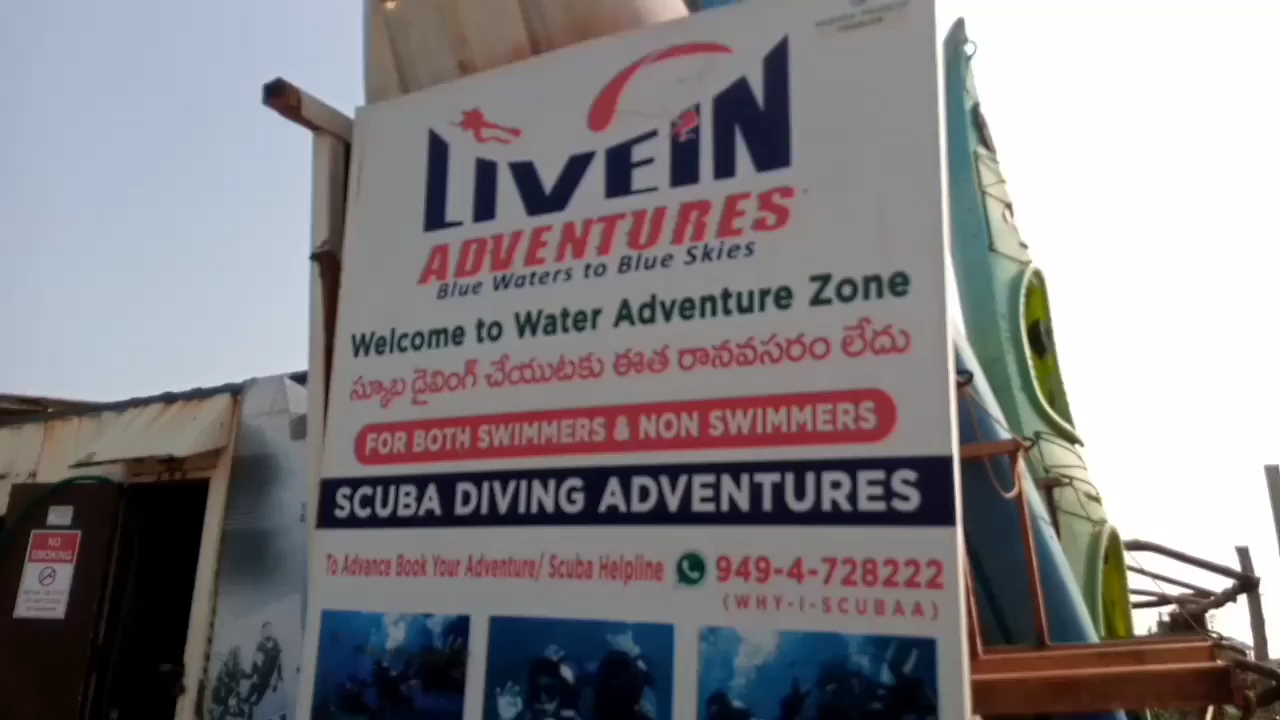 LIVEIN
ADVENTURES
Blue Waters to Blue Skies
Welcome to Water Adventure Zone
స్కూబ డైవింగ్ చేయుటకు ఈత రానవసరం లేదు
FOR BOTH SWIMMERS & NON SWIMMERS
SCUBA DIVING ADVENTURES
To Advance Book Your Adventure/ Scuba Helpline 949-4-728222
(WHY-I-SCUBAA)
NO
SMOKING